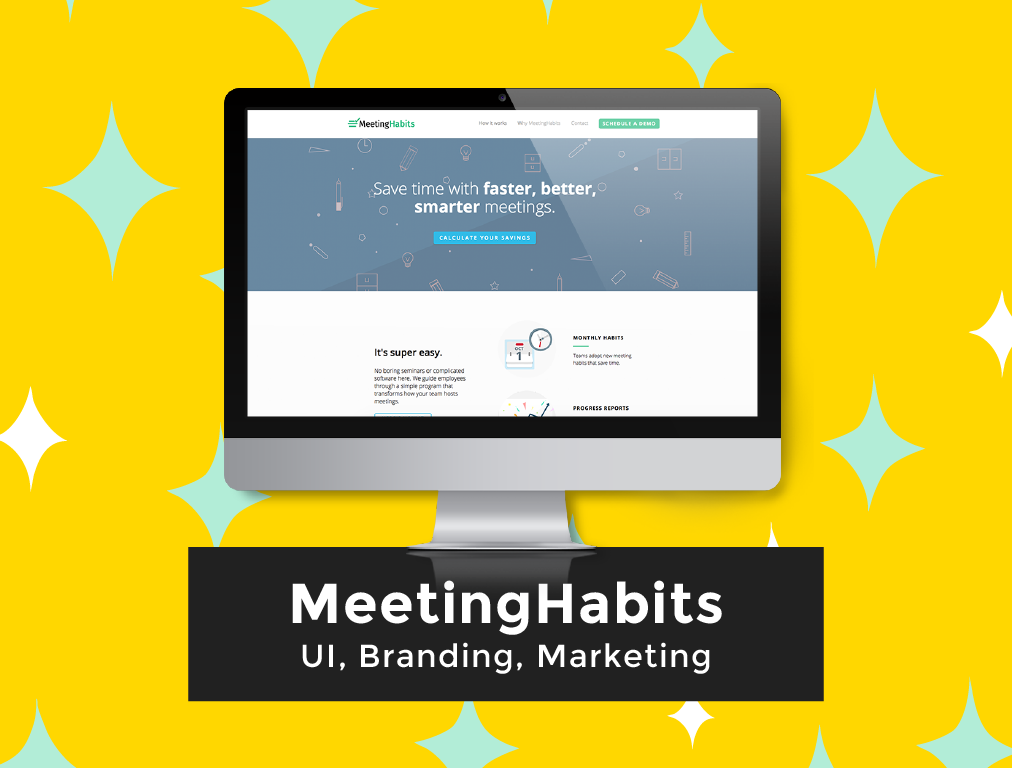 MeetingHabits
How it works
Why MeetingHabits
Contact
SCHEDULE A DEMO
Save time with faster, better,
smarter meetings.
CALCULATE YOUR SAVINGS
It's super easy.
No boring seminars or complicated
software here. We guide employees
through a simple program that
transforms how your team hosts
meetings.
OCT
1
MONTHLY HABITS
Teams adopt new meeting
habits that save time.
PROGRESS REPORTS
MeetingHabits
UI, Branding, Marketing